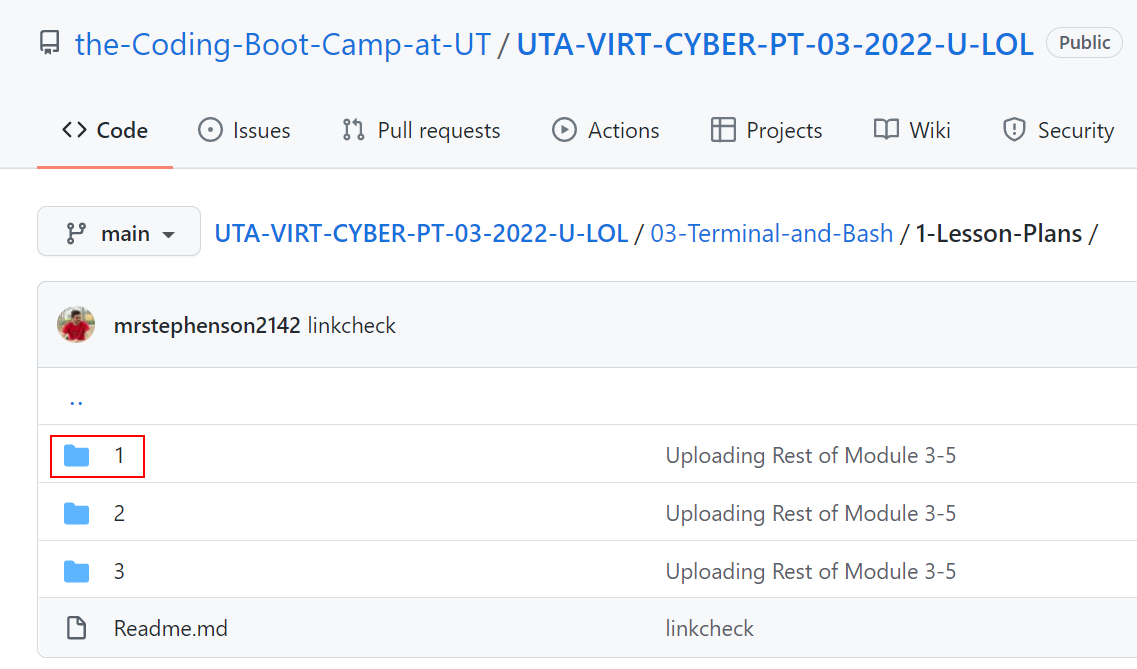 the-Coding-Boot-Camp-at-UT / UTA-VIRT-CYBER-PT-03-2022-U-LOL Public
Code Issues Pull requests Actions Projects Wiki Security
main UTA-VIRT-CYBER-PT-03-2022-U-LOL / 03-Terminal-and-Bash / 1-Lesson-Plans /
mrstephenson2142 linkcheck
..
1 Uploading Rest of Module 3-5
2 Uploading Rest of Module 3-5
3 Uploading Rest of Module 3-5
Readme.md linkcheck